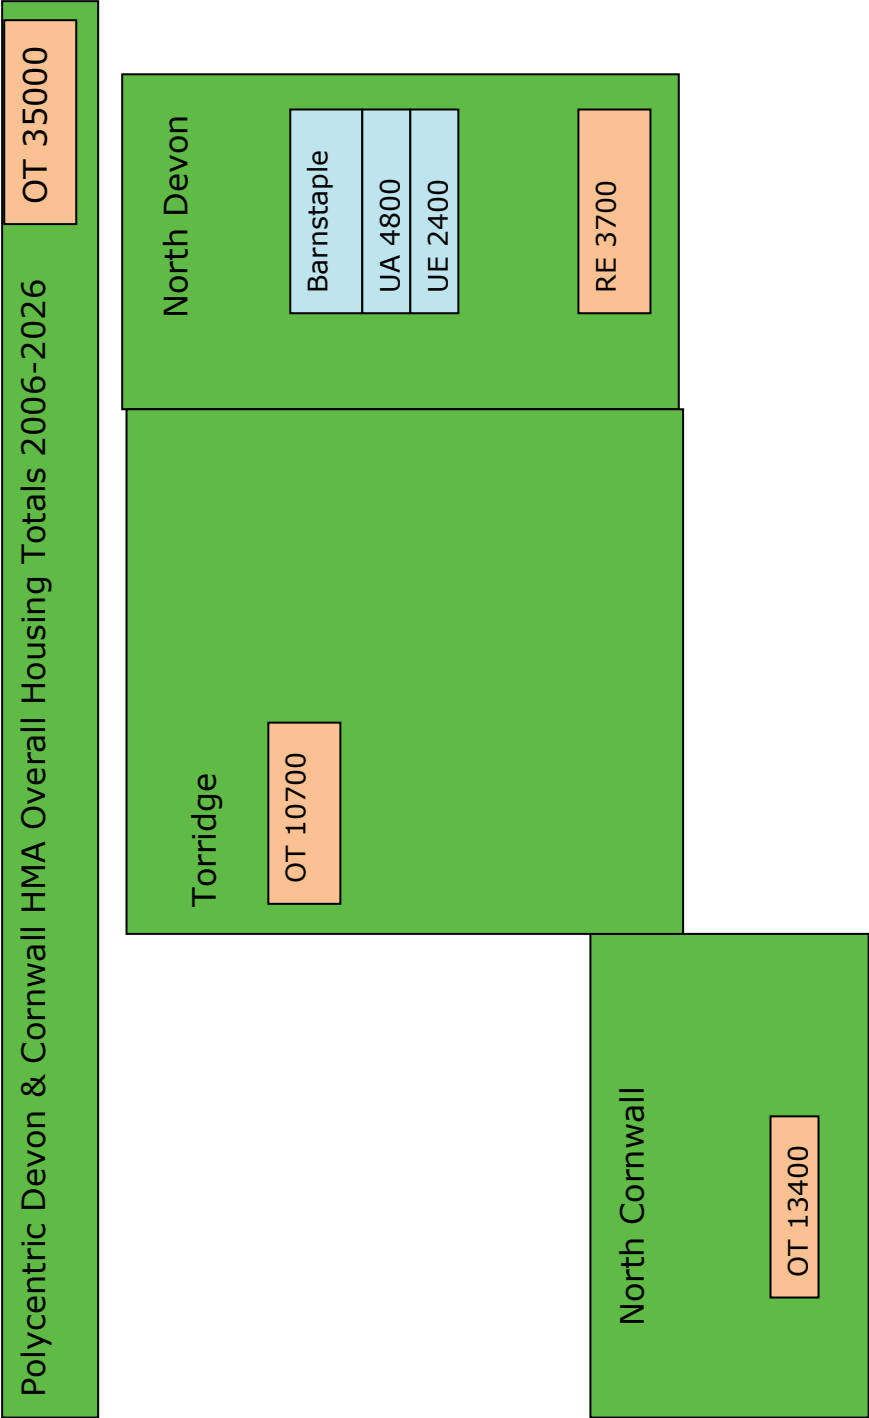 Polycentric Devon & Cornwall HMA Overall Housing Totals 2006-2026
OT 35000
North Devon
Barnstaple
UA 4800
UE 2400
RE 3700
Torridge
OT 10700
North Cornwall
OT 13400